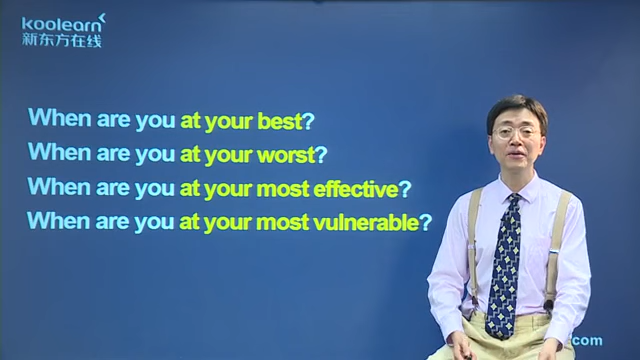 koolearn
新东方在线
When are you at your best?
When are you at your worst?
When are you at your most effective?
When are you at your most vulnerable?
.com